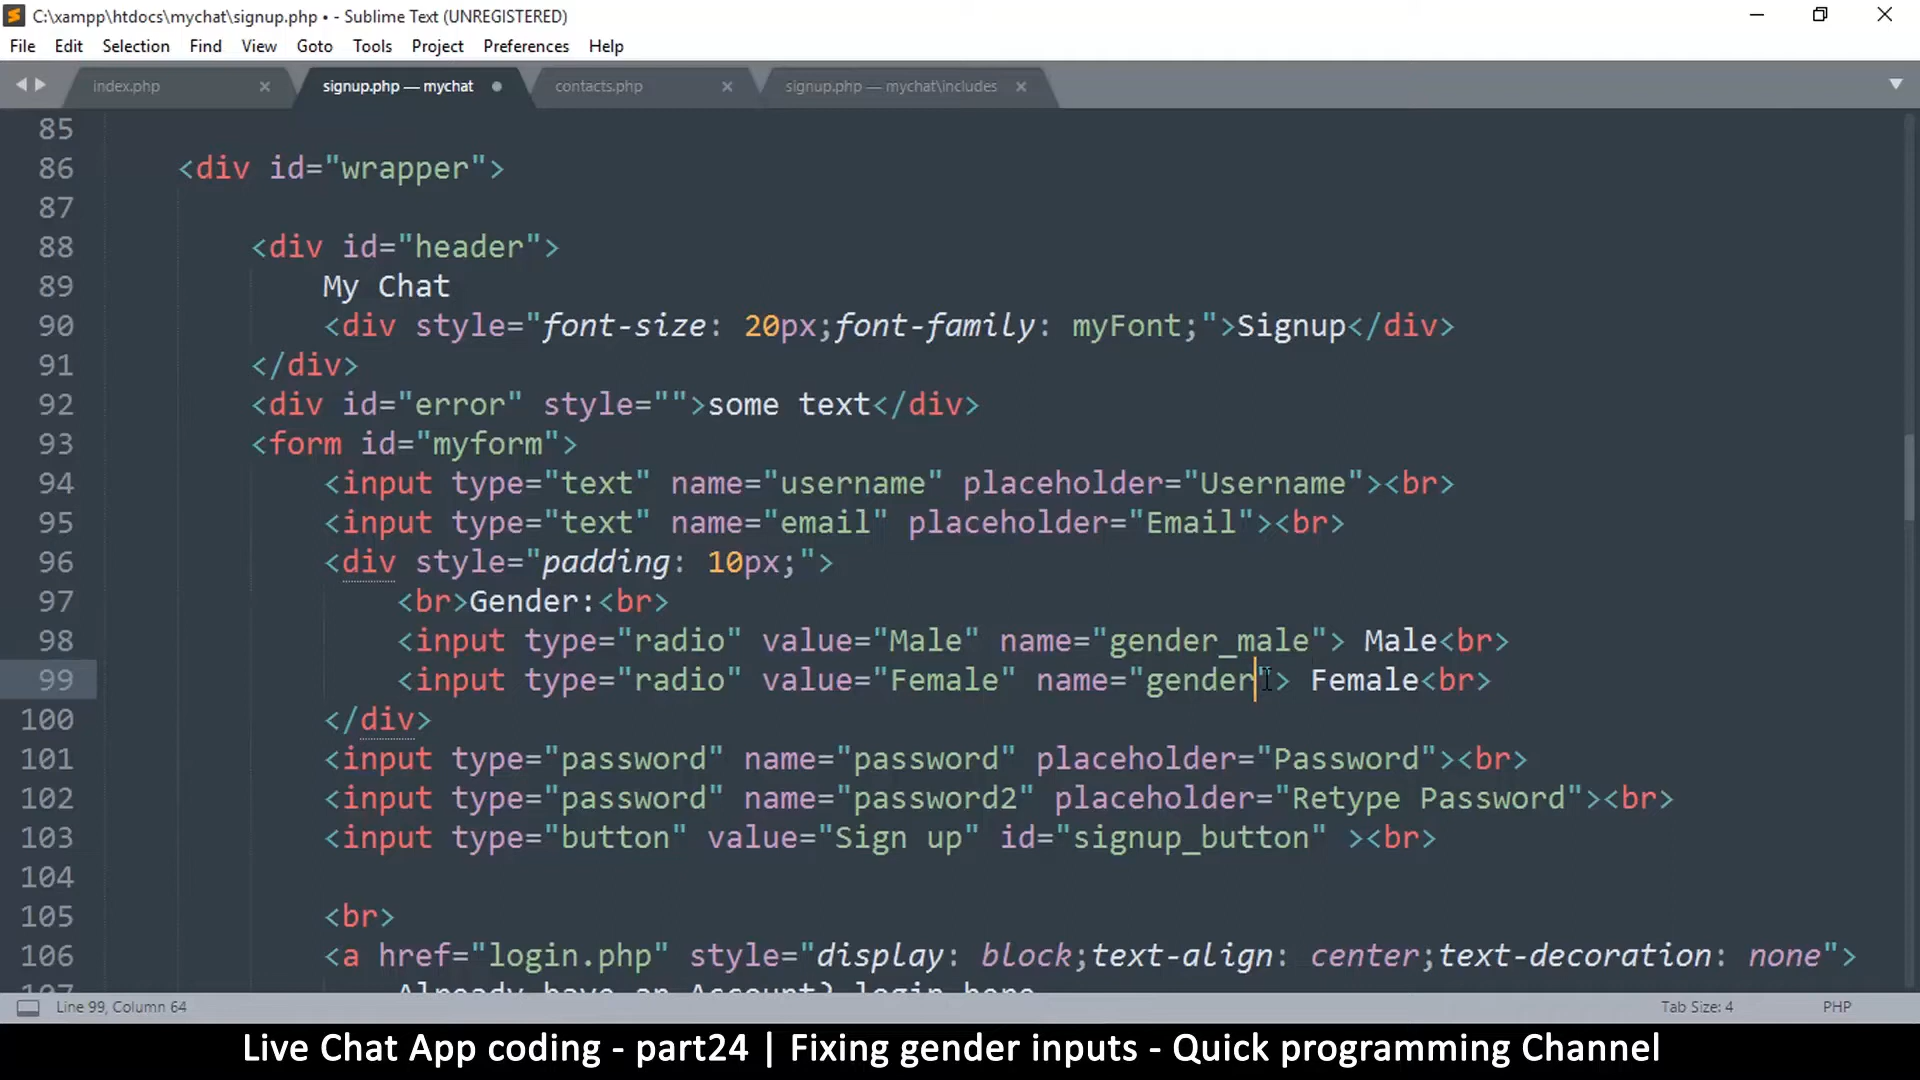 C:\xampp\htdocs\mychat\signup.php • - Sublime Text (UNREGISTERED)
File Edit Selection Find View Goto Tools Project Preferences Help
index.php signup.php — mychat contacts.php signup.php — mychat\includes
85
86 <div id="wrapper">
87
88 <div id="header">
89 My Chat
90 <div style="font-size: 20px;font-family: myFont;">Signup</div>
91 </div>
92 <div id="error" style="">some text</div>
93 <form id="myform">
94 <input type="text" name="username" placeholder="Username"><br>
95 <input type="text" name="email" placeholder="Email"><br>
96 <div style="padding: 10px;">
97 <br>Gender:<br>
98 <input type="radio" value="Male" name="gender_male"> Male<br>
99 <input type="radio" value="Female" name="gender"> Female<br>
100 </div>
101 <input type="password" name="password" placeholder="Password"><br>
102 <input type="password" name="password2" placeholder="Retype Password"><br>
103 <input type="button" value="Sign up" id="signup_button" ><br>
104
105 <br>
106 <a href="login.php" style="display: block;text-align: center;text-decoration: none">
107 Already have an Account? login here
Line 99, Column 64 Tab Size: 4 PHP
Live Chat App coding - part24 | Fixing gender inputs - Quick programming Channel